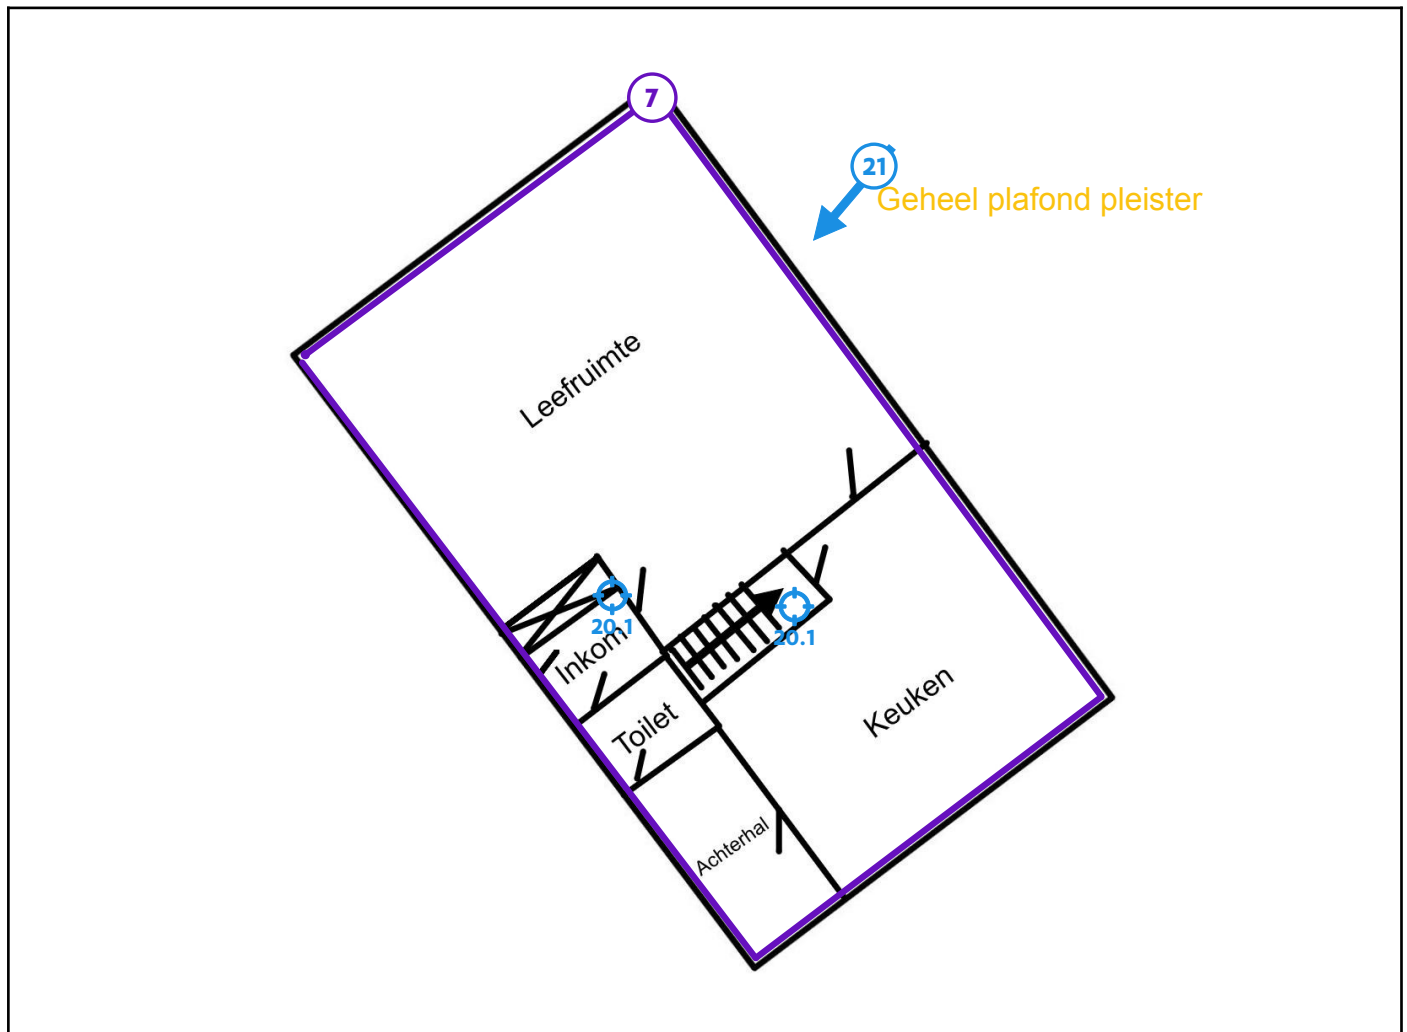 7
21
Geheel plafond pleister
Leefruimte
20.1
Inkom
20.1
Toilet
Keuken
Achterhal